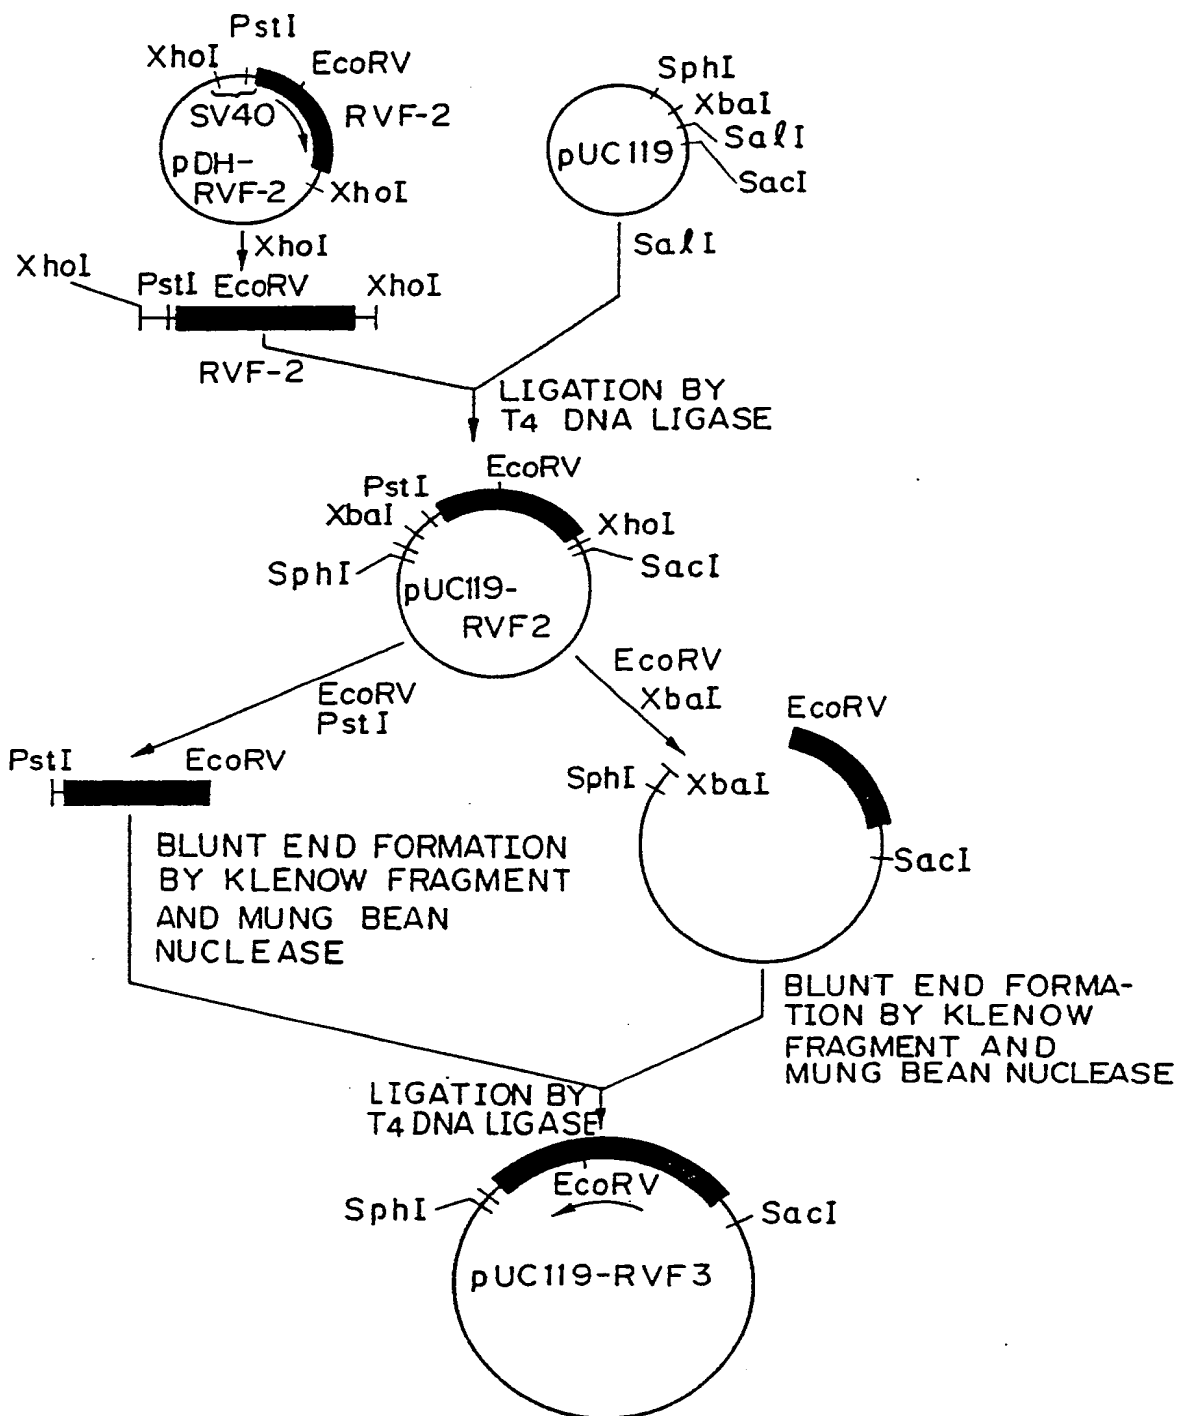 PstI
XhoI
EcoRV
SV40
RVF-2
pDH-
RVF-2
XhoI
SphI
XbaI
SalI
SacI
pUC119
XhoI
SalI
XhoI
PstI
EcoRV
XhoI
RVF-2
LIGATION BY
T4 DNA LIGASE
EcoRV
PstI
XbaI
XhoI
SphI
SacI
pUC119-
RVF2
EcoRV
PstI
EcoRV
XbaI
EcoRV
PstI
EcoRV
SphI
XbaI
SacI
BLUNT END FORMATION
BY KLENOW FRAGMENT
AND MUNG BEAN
NUCLEASE
BLUNT END FORMA-
TION BY KLENOW
FRAGMENT AND
MUNG BEAN NUCLEASE
LIGATION BY
T4 DNA LIGASE
EcoRV
SphI
SacI
pUC119-RVF3